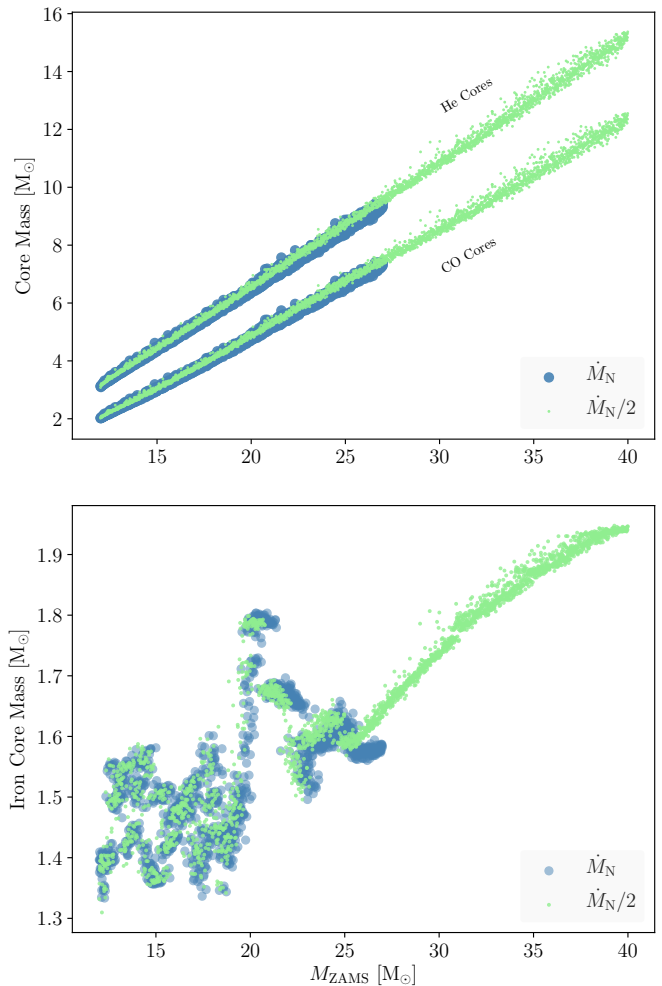 16
14
12
10
8
6
4
2
Core Mass [M⊙]
He Cores
CO Cores
Ṁ_N
Ṁ_N/2
15 20 25 30 35 40
1.9
1.8
1.7
1.6
1.5
1.4
1.3
Iron Core Mass [M⊙]
Ṁ_N
Ṁ_N/2
15 20 25 30 35 40
M_ZAMS [M⊙]